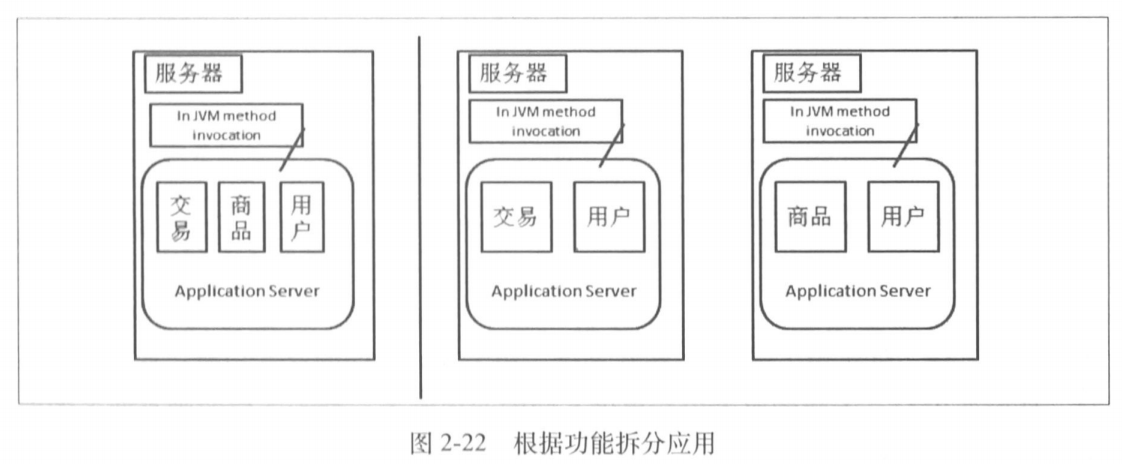 服务器
In JVM method
invocation
交易
商品
用户
Application Server
服务器
In JVM method
invocation
交易
用户
Application Server
服务器
In JVM method
invocation
商品
用户
Application Server
图 2-22 根据功能拆分应用